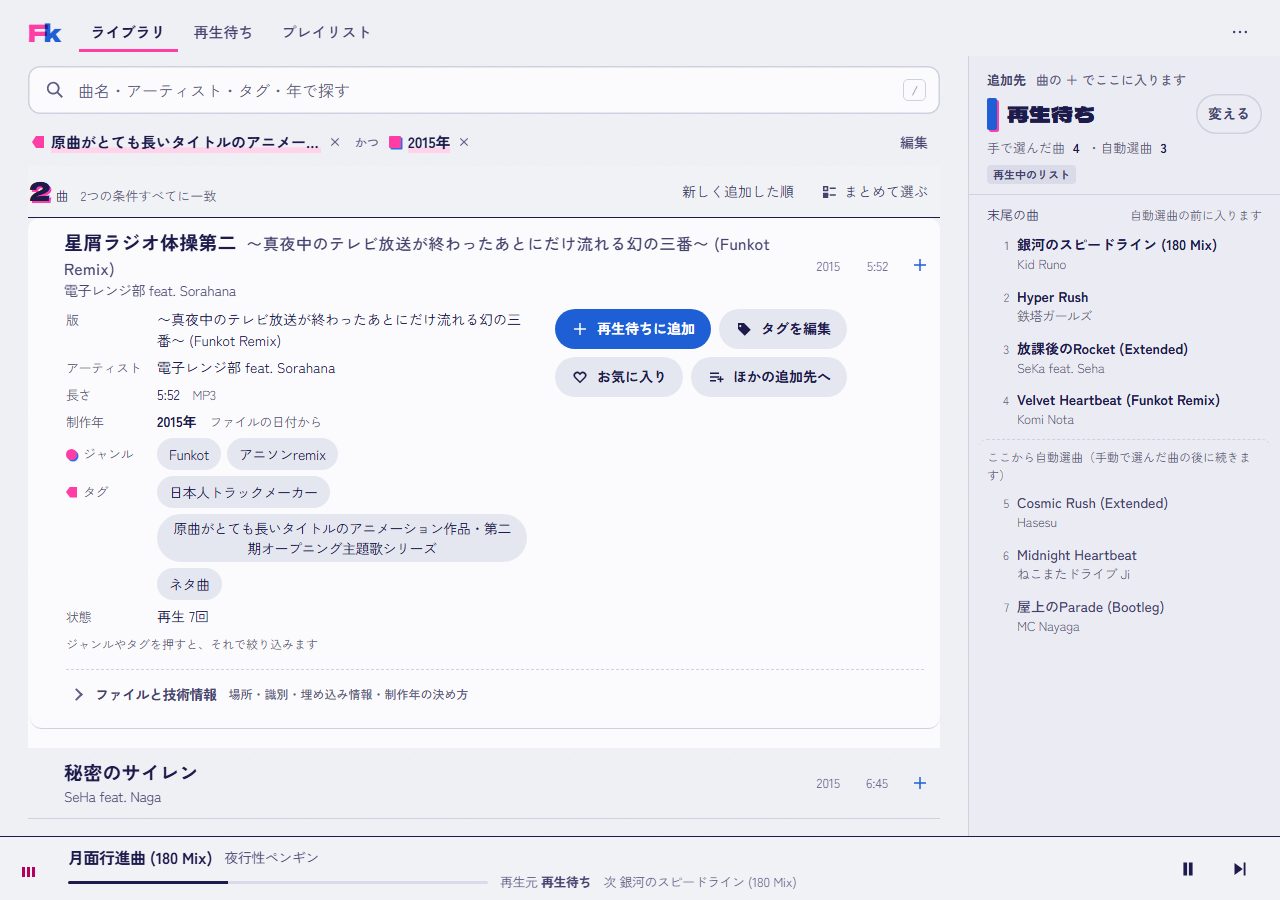 Fk ライブラリ 再生待ち プレイリスト ...
曲名・アーティスト・タグ・年で探す /
原曲がとても長いタイトルのアニメー... × かつ 2015年 × 編集
2 曲 2つの条件すべてに一致 新しく追加した順 まとめて選ぶ
星屑ラジオ体操第二 〜真夜中のテレビ放送が終わったあとにだけ流れる幻の三番〜 (Funkot
Remix)
2015 5:52 +
電子レンジ部 feat. Sorahana
版 〜真夜中のテレビ放送が終わったあとにだけ流れる幻の三
番〜 (Funkot Remix)
アーティスト 電子レンジ部 feat. Sorahana
長さ 5:52 MP3
制作年 2015年 ファイルの日付から
ジャンル Funkot アニソンremix
タグ 日本人トラックメーカー
原曲がとても長いタイトルのアニメーション作品・第二
期オープニング主題歌シリーズ
ネタ曲
状態 再生 7回
ジャンルやタグを押すと、それで絞り込みます
+ 再生待ちに追加 タグを編集
お気に入り ほかの追加先へ
ファイルと技術情報 場所・識別・埋め込み情報・制作年の決め方
秘密のサイレン
SeHa feat. Naga
2015 6:45 +
追加先 曲の + でここに入ります
再生待ち 変える
手で選んだ曲 4 ・自動選曲 3
再生中のリスト
末尾の曲 自動選曲の前に入ります
1 銀河のスピードライン (180 Mix)
Kid Runo
2 Hyper Rush
鉄塔ガールズ
3 放課後のRocket (Extended)
SeKa feat. Seha
4 Velvet Heartbeat (Funkot Remix)
Komi Nota
ここから自動選曲（手動で選んだ曲の後に続きま
す）
5 Cosmic Rush (Extended)
Hasesu
6 Midnight Heartbeat
ねこまたドライブ Ji
7 屋上のParade (Bootleg)
MC Nayaga
月面行進曲 (180 Mix) 夜行性ペンギン
再生元 再生待ち 次 銀河のスピードライン (180 Mix)